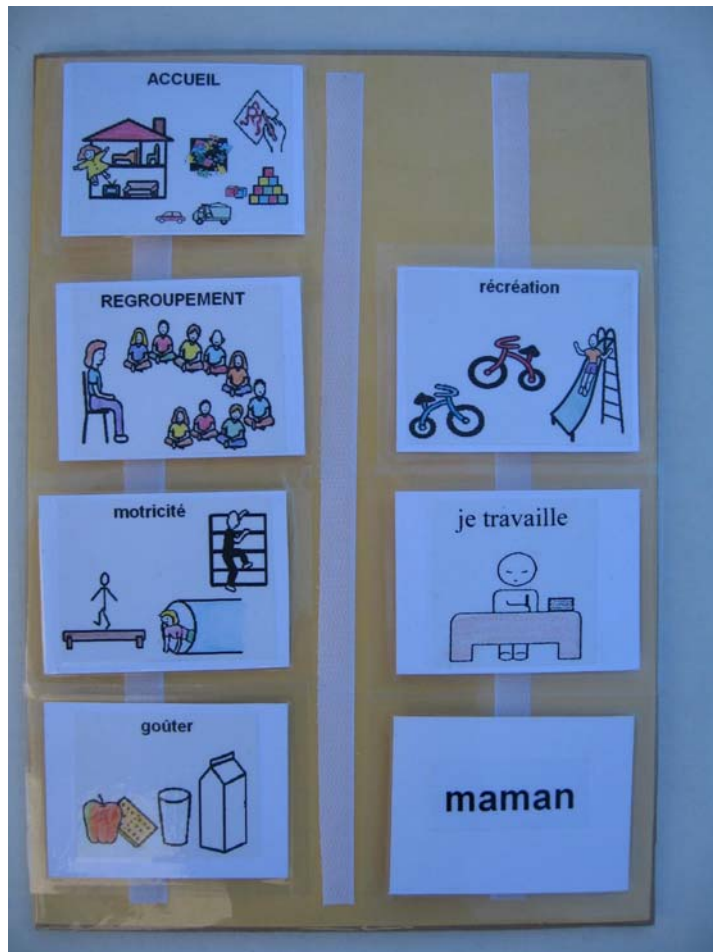 ACCUEIL
REGROUPEMENT
motricité
goûter
récréation
je travaille
maman